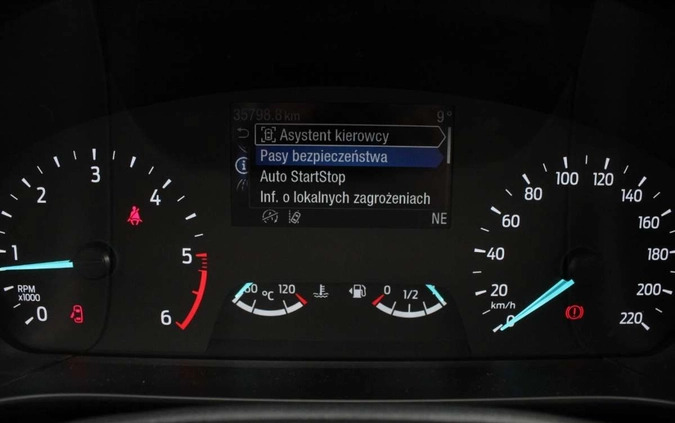 35798.8 km 9°
Asystent kierowcy
Pasy bezpieczeństwa
Auto StartStop
Inf. o lokalnych zagrożeniach
NE
0 1 2 3 4 5 6
RPM
x1000
60 °C 120
0 1/2
0 20 40 60 80 100 120 140 160 180 200 220
km/h